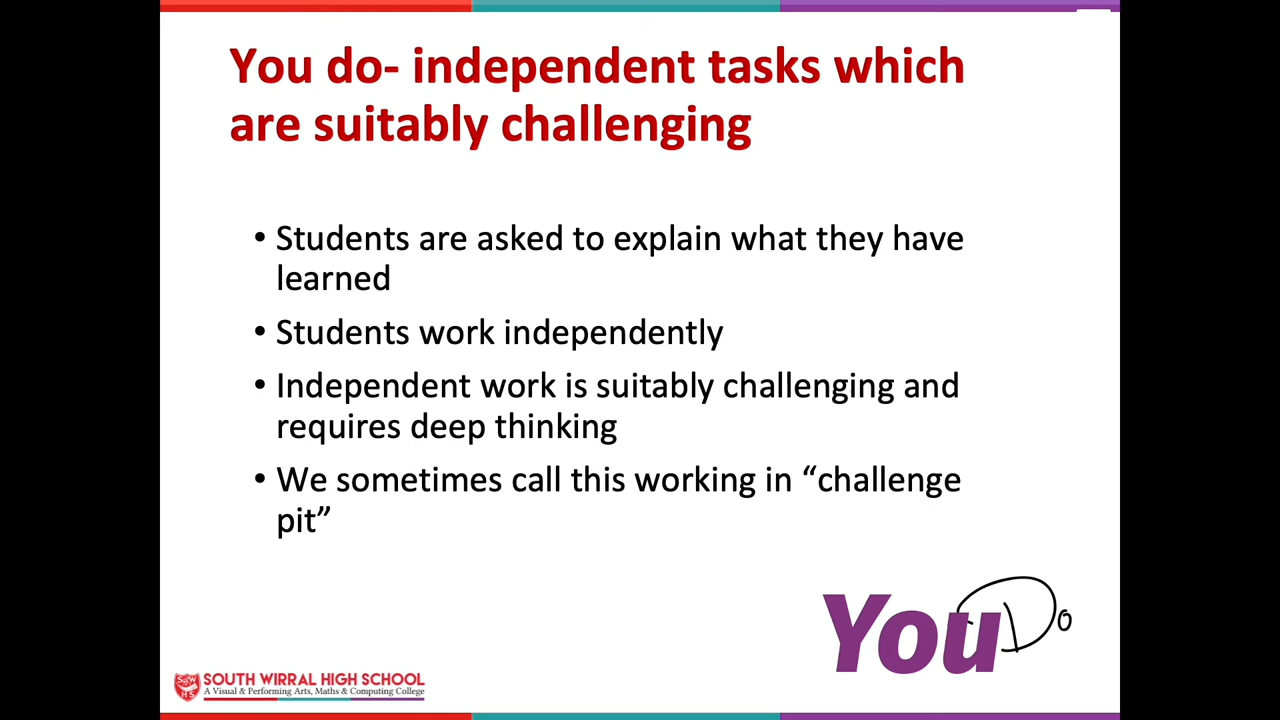 You do- independent tasks which
are suitably challenging
• Students are asked to explain what they have
learned
• Students work independently
• Independent work is suitably challenging and
requires deep thinking
• We sometimes call this working in “challenge
pit”
You Do
SOUTH WIRRAL HIGH SCHOOL
A Visual & Performing Arts, Maths & Computing College